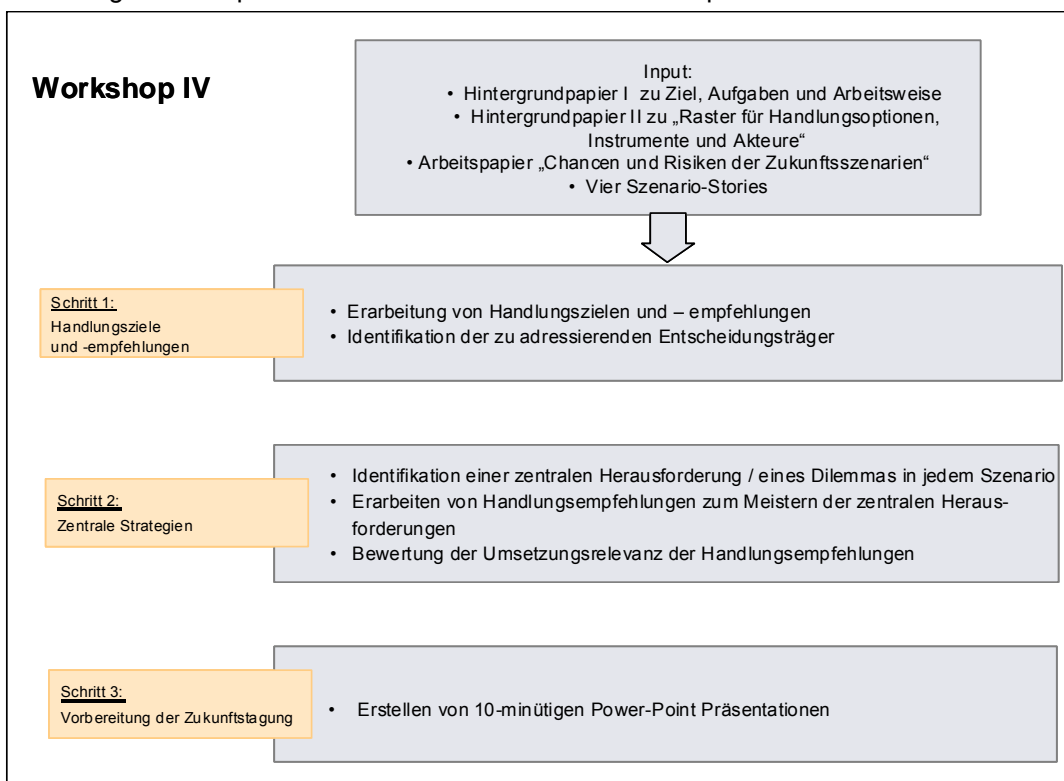 Workshop IV
Input:
• Hintergrundpapier I zu Ziel, Aufgaben und Arbeitsweise
• Hintergrundpapier II zu „Raster für Handlungsoptionen,
Instrumente und Akteure“
• Arbeitspapier „Chancen und Risiken der Zukunftsszenarien“
• Vier Szenario-Stories
Schritt 1:
Handlungsziele
und -empfehlungen
• Erarbeitung von Handlungszielen und – empfehlungen
• Identifikation der zu adressierenden Entscheidungsträger
Schritt 2:
Zentrale Strategien
• Identifikation einer zentralen Herausforderung / eines Dilemmas in jedem Szenario
• Erarbeiten von Handlungsempfehlungen zum Meistern der zentralen Heraus-
forderungen
• Bewertung der Umsetzungsrelevanz der Handlungsempfehlungen
Schritt 3:
Vorbereitung der Zukunftstagung
• Erstellen von 10-minütigen Power-Point Präsentationen